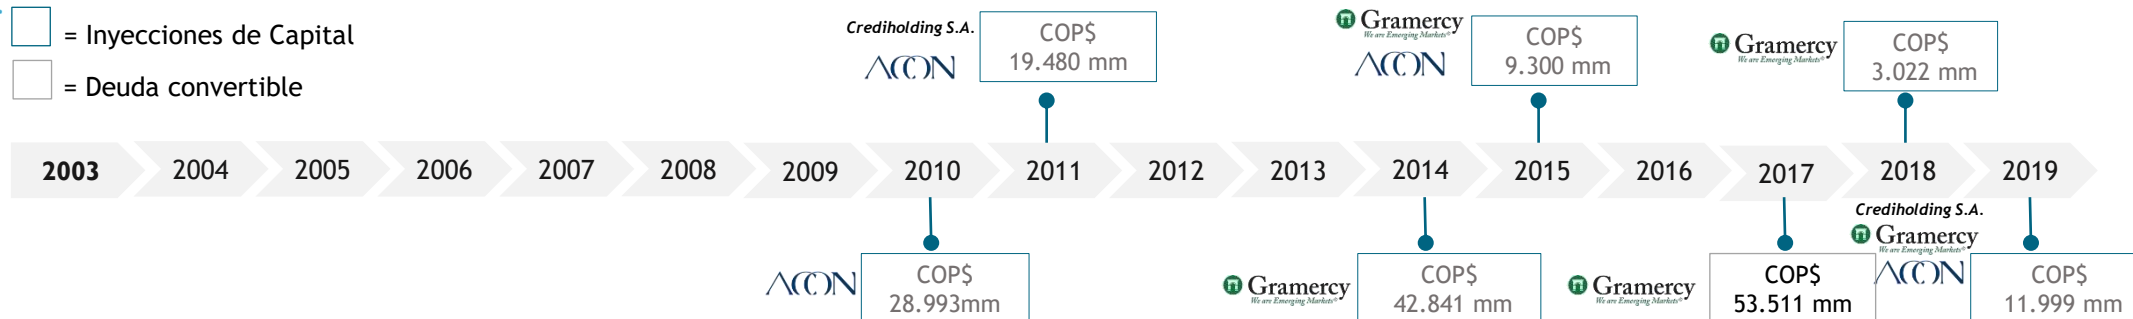 = Inyecciones de Capital
= Deuda convertible
Crediholding S.A.
ACON
COP$
19.480 mm
Gramercy
We are Emerging Markets®
ACON
COP$
9.300 mm
Gramercy
We are Emerging Markets®
COP$
3.022 mm
2003 2004 2005 2006 2007 2008 2009 2010 2011 2012 2013 2014 2015 2016 2017 2018 2019
ACON
COP$
28.993mm
Gramercy
We are Emerging Markets®
COP$
42.841 mm
Gramercy
We are Emerging Markets®
COP$
53.511 mm
Crediholding S.A.
Gramercy
We are Emerging Markets®
ACON
COP$
11.999 mm